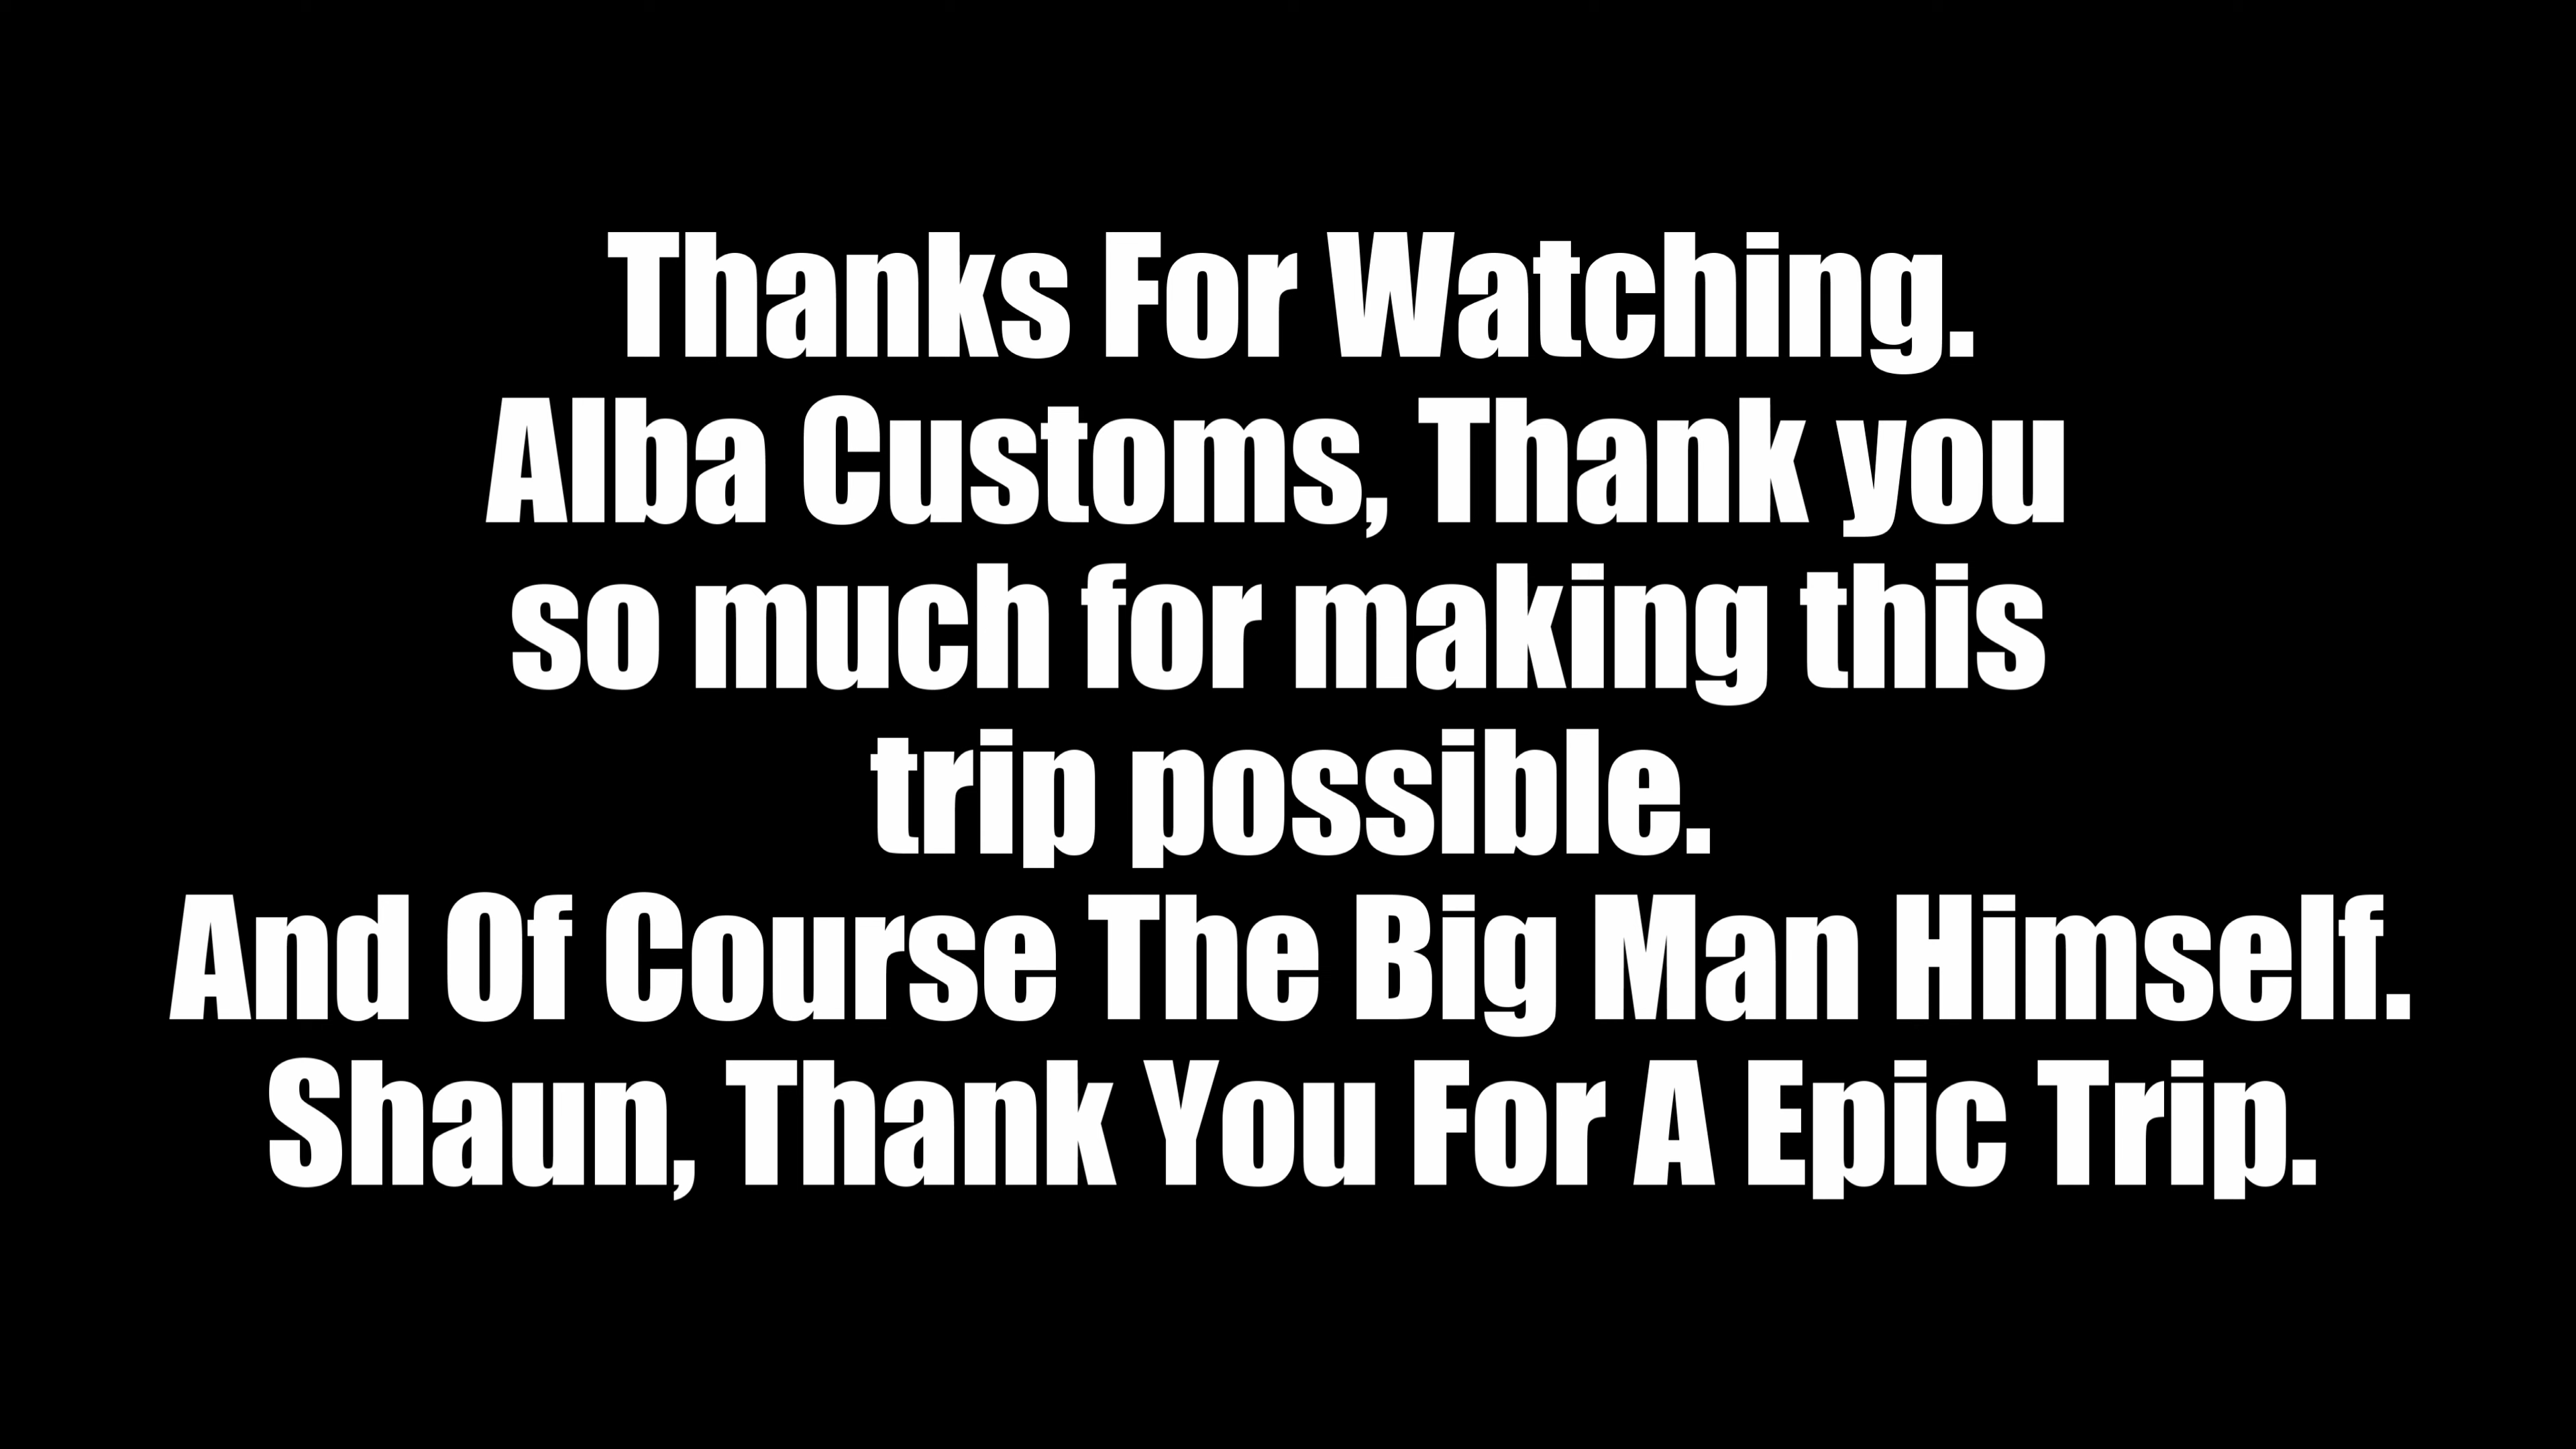 Thanks For Watching.
Alba Customs, Thank you
so much for making this
trip possible.
And Of Course The Big Man Himself.
Shaun, Thank You For A Epic Trip.